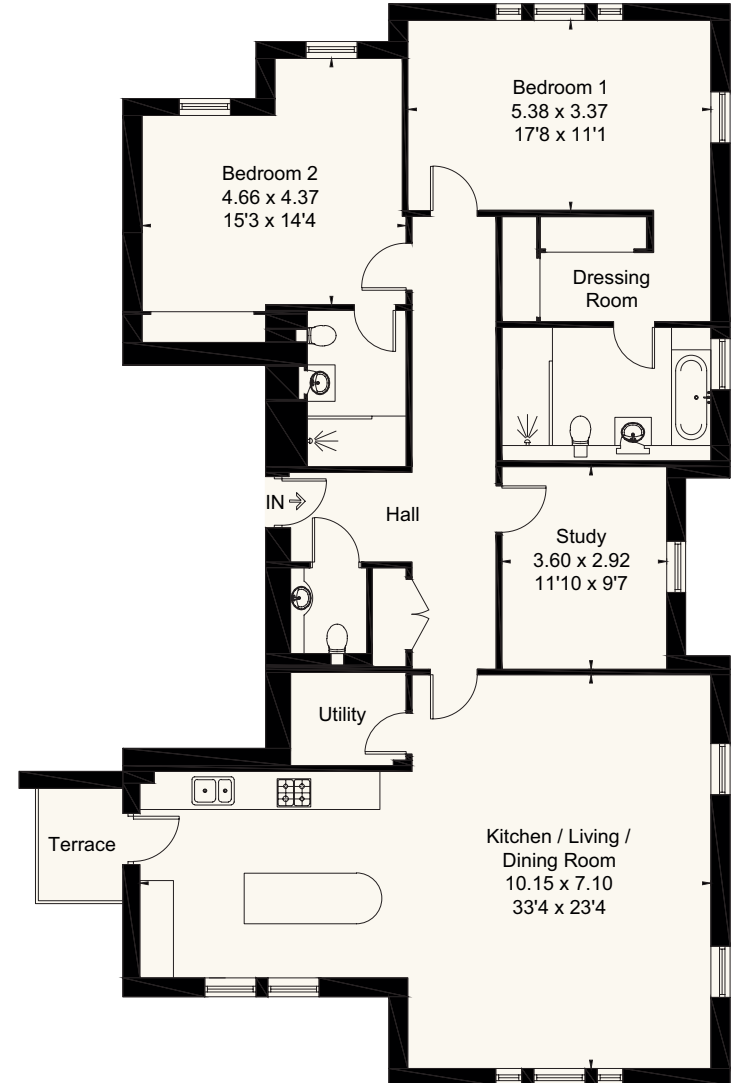 Bedroom 1
5.38 x 3.37
17'8 x 11'1
Bedroom 2
4.66 x 4.37
15'3 x 14'4
Dressing
Room
IN
Hall
Study
3.60 x 2.92
11'10 x 9'7
Utility
Terrace
Kitchen / Living /
Dining Room
10.15 x 7.10
33'4 x 23'4